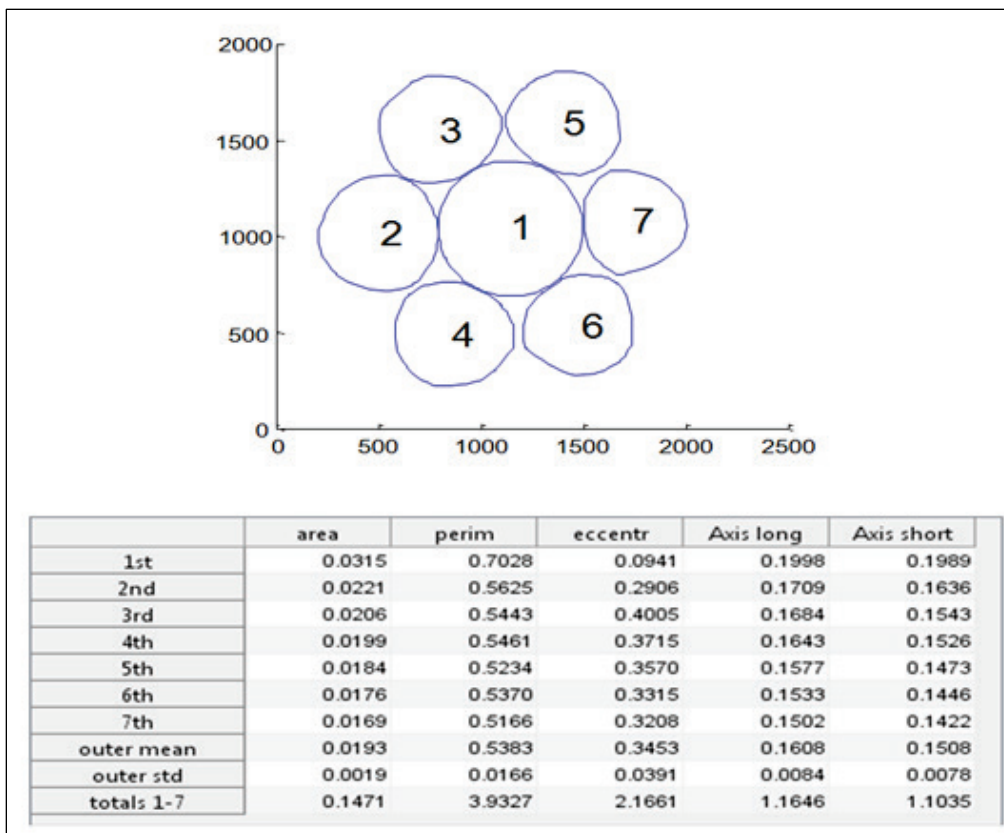 2000
3
5
1500
1
7
2
1000
4
6
500
0
0 500 1000 1500 2000 2500
area perim eccentr Axis long Axis short
1st 0.0315 0.7028 0.0941 0.1998 0.1989
2nd 0.0221 0.5625 0.2906 0.1709 0.1636
3rd 0.0206 0.5443 0.4005 0.1684 0.1543
4th 0.0199 0.5461 0.3715 0.1643 0.1526
5th 0.0184 0.5234 0.3570 0.1577 0.1473
6th 0.0176 0.5370 0.3315 0.1533 0.1446
7th 0.0169 0.5166 0.3208 0.1502 0.1422
outer mean 0.0193 0.5383 0.3453 0.1608 0.1508
outer std 0.0019 0.0166 0.0391 0.0084 0.0078
totals 1-7 0.1471 3.9327 2.1661 1.1646 1.1035